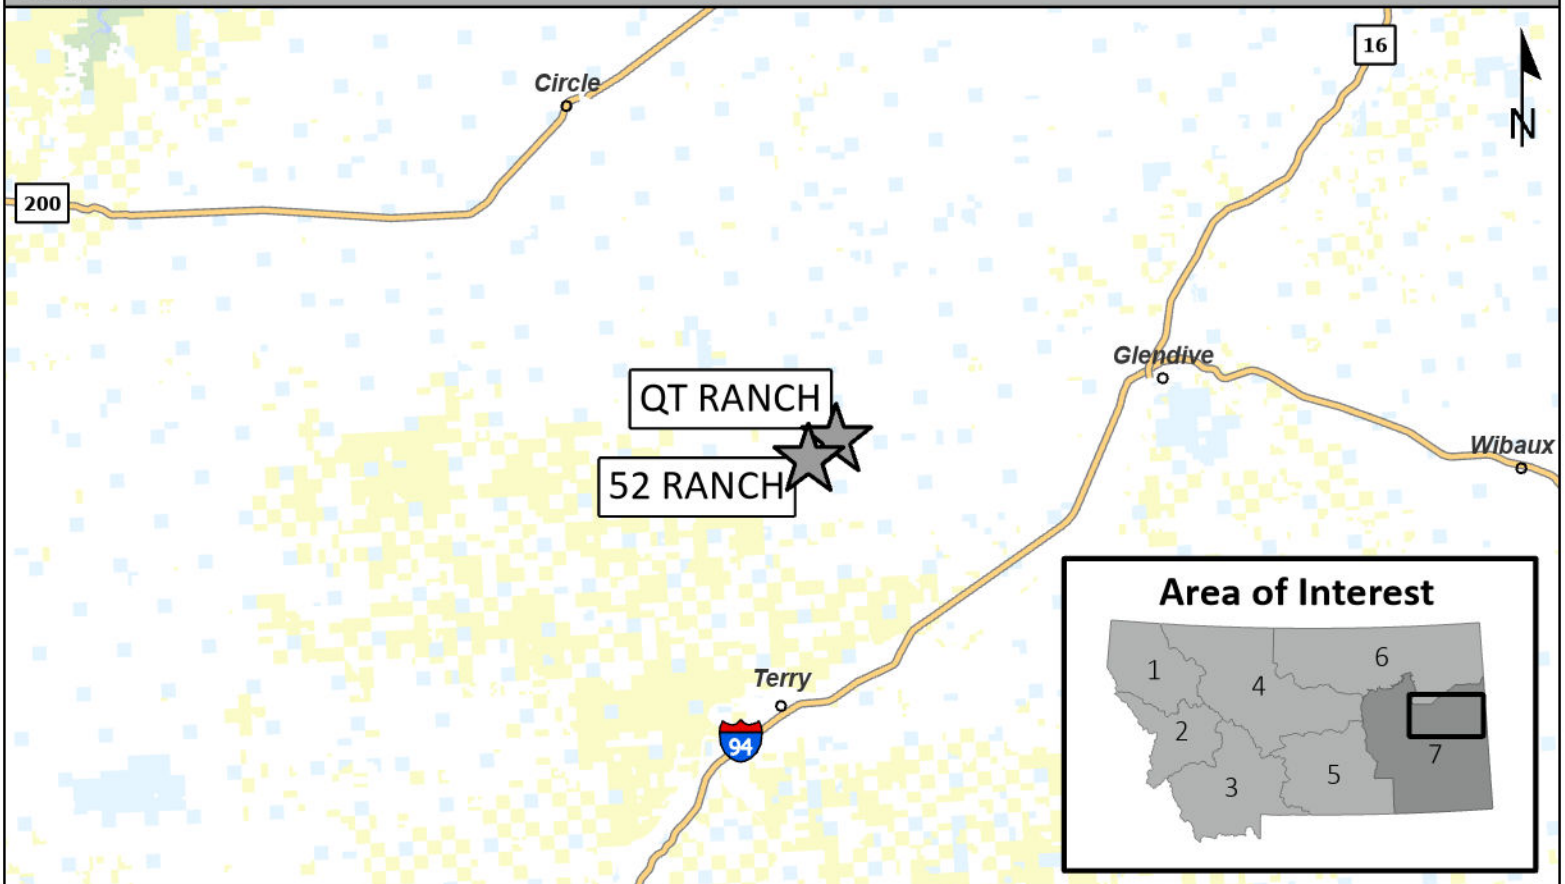 16
Circle
N
200
Glendive
QT RANCH
Wibaux
52 RANCH
Terry
94
Area of Interest
1
2
3
4
5
6
7